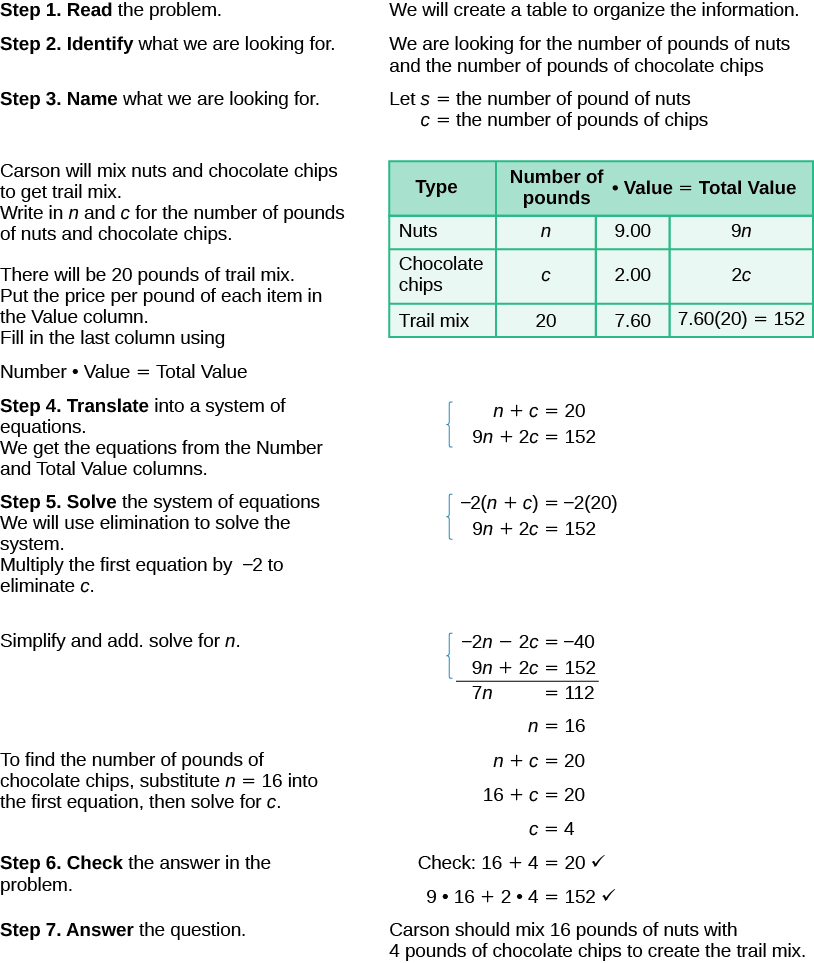 Step 1. Read the problem.
We will create a table to organize the information.
Step 2. Identify what we are looking for.
We are looking for the number of pounds of nuts
and the number of pounds of chocolate chips
Step 3. Name what we are looking for.
Let s = the number of pound of nuts
c = the number of pounds of chips
Carson will mix nuts and chocolate chips
to get trail mix.
Write in n and c for the number of pounds
of nuts and chocolate chips.
There will be 20 pounds of trail mix.
Put the price per pound of each item in
the Value column.
Fill in the last column using
Number • Value = Total Value
Type Number of pounds • Value = Total Value
Nuts n 9.00 9n
Chocolate chips c 2.00 2c
Trail mix 20 7.60 7.60(20) = 152
Step 4. Translate into a system of
equations.
We get the equations from the Number
and Total Value columns.
n + c = 20
9n + 2c = 152
Step 5. Solve the system of equations
We will use elimination to solve the
system.
Multiply the first equation by −2 to
eliminate c.
−2(n + c) = −2(20)
9n + 2c = 152
Simplify and add. solve for n.
−2n − 2c = −40
9n + 2c = 152
7n = 112
n = 16
To find the number of pounds of
chocolate chips, substitute n = 16 into
the first equation, then solve for c.
n + c = 20
16 + c = 20
c = 4
Step 6. Check the answer in the
problem.
Check: 16 + 4 = 20 ✓
9 • 16 + 2 • 4 = 152 ✓
Step 7. Answer the question.
Carson should mix 16 pounds of nuts with
4 pounds of chocolate chips to create the trail mix.